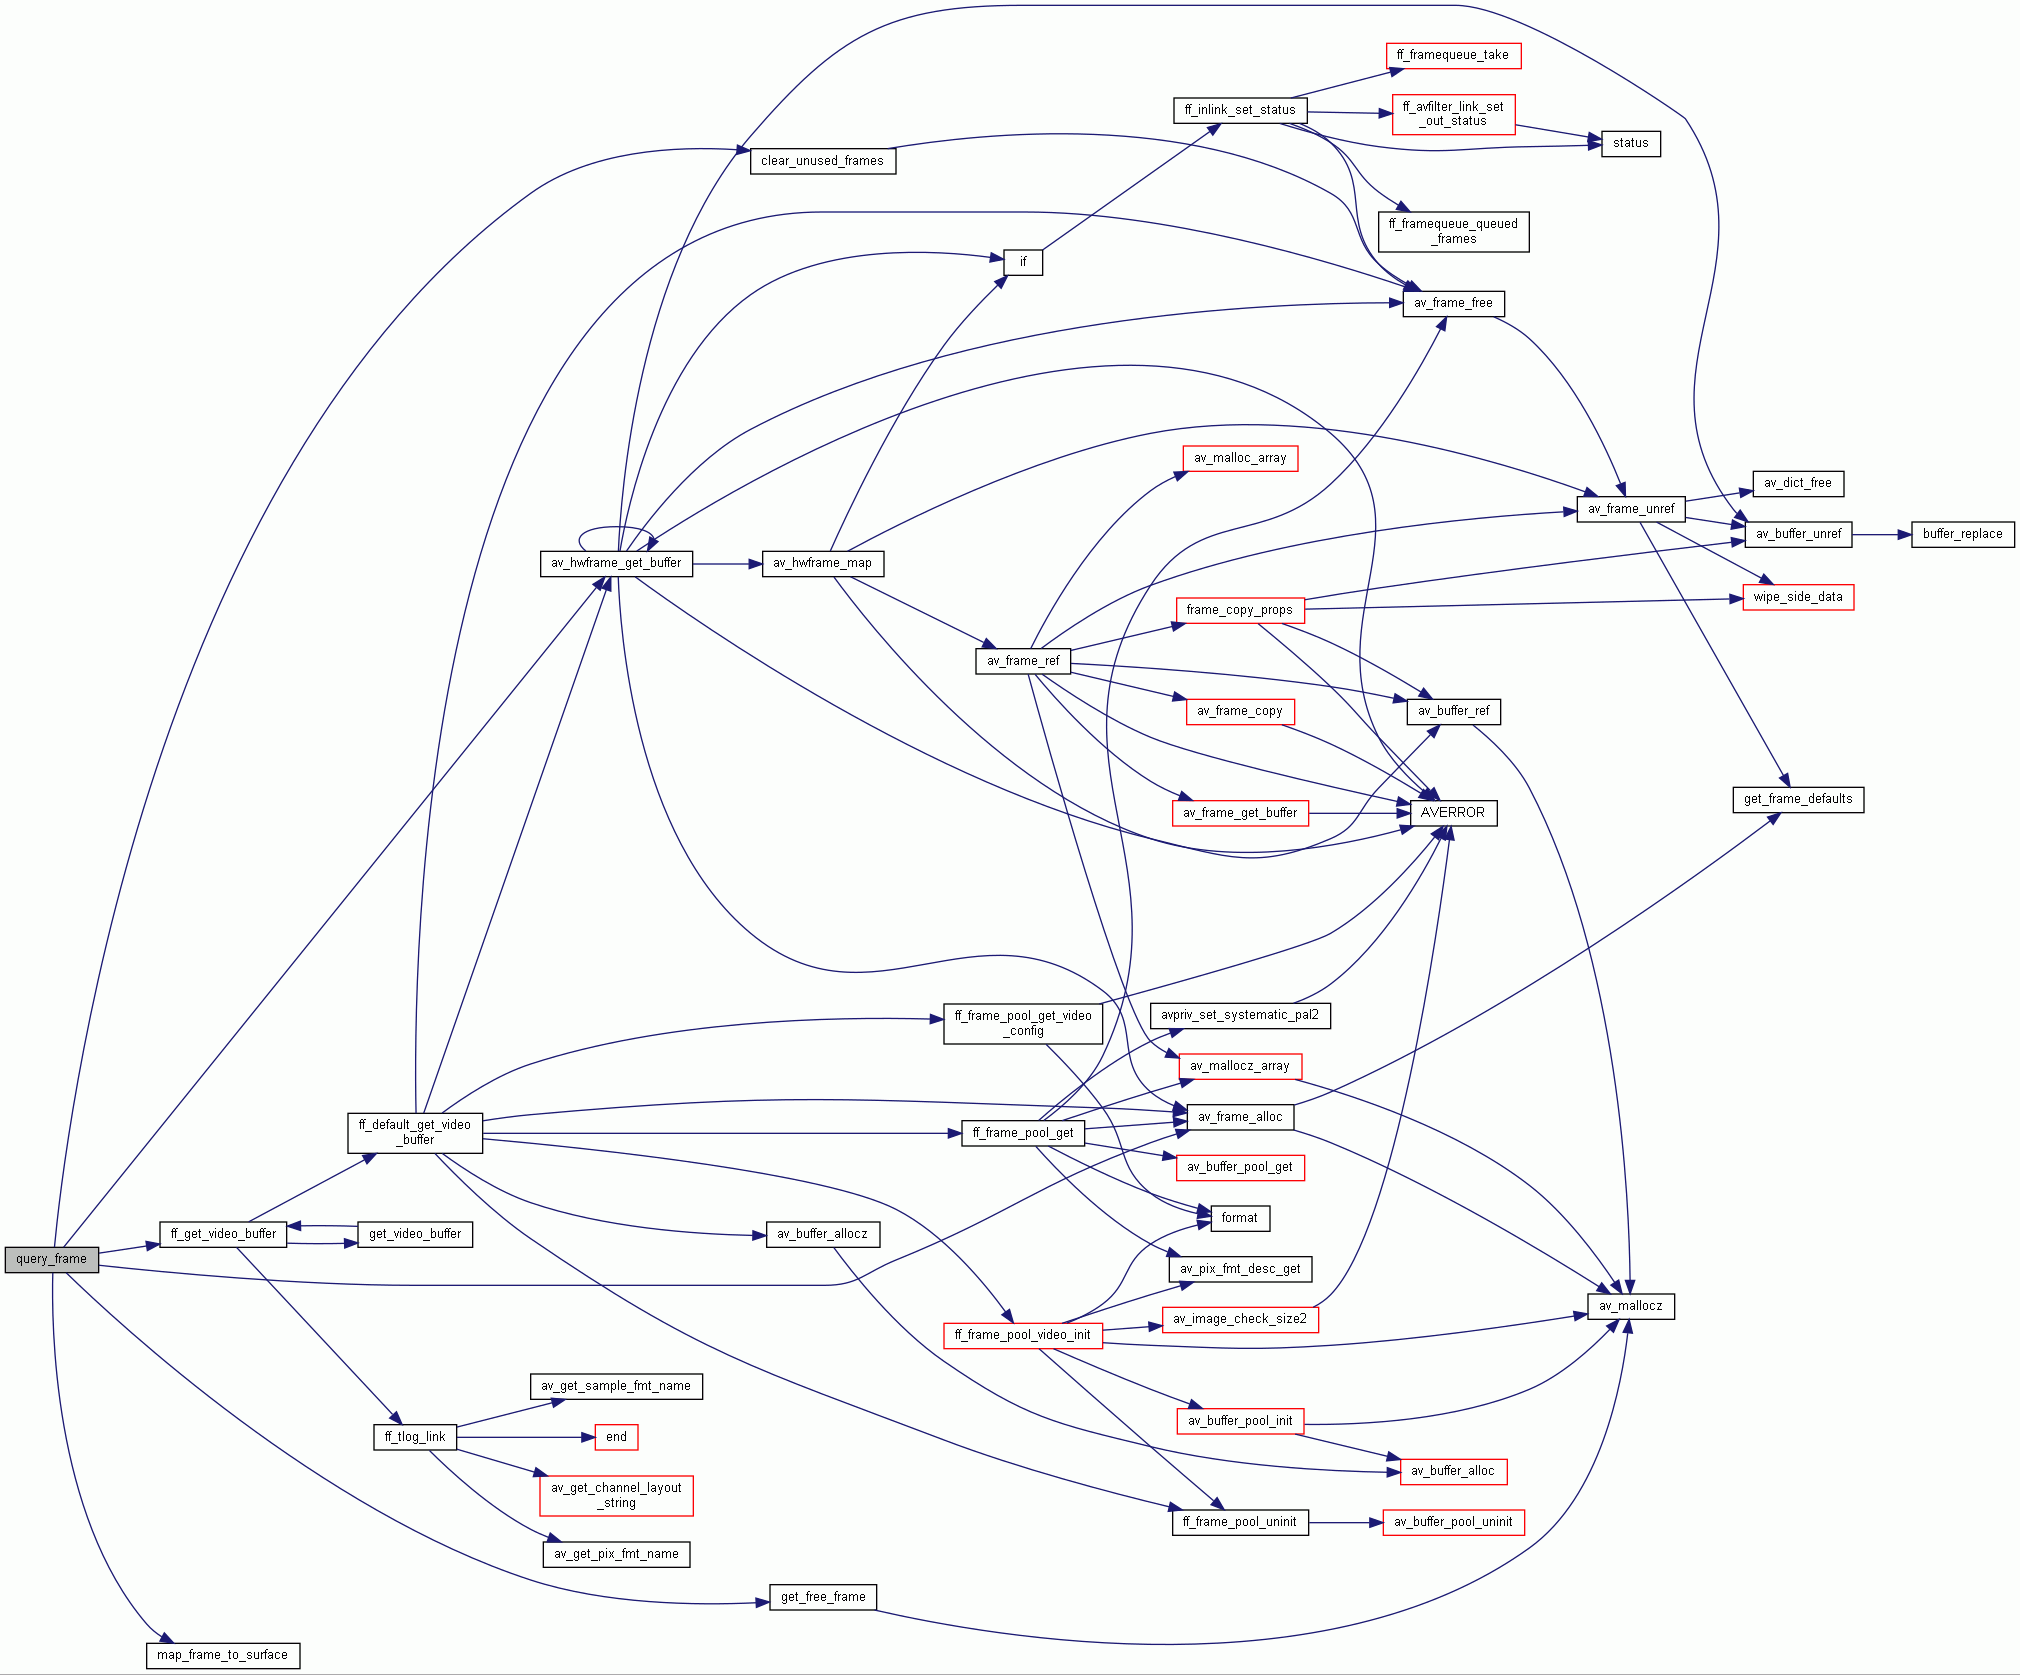 ff_framequeue_take
ff_inlink_set_status
ff_avfilter_link_set
_out_status
status
clear_unused_frames
ff_framequeue_queued
_frames
if
av_frame_free
av_malloc_array
av_dict_free
av_frame_unref
av_buffer_unref
buffer_replace
av_hwframe_get_buffer
av_hwframe_map
wipe_side_data
frame_copy_props
av_frame_ref
av_frame_copy
av_buffer_ref
get_frame_defaults
av_frame_get_buffer
AVERROR
ff_frame_pool_get_video
_config
avpriv_set_systematic_pal2
av_mallocz_array
av_frame_alloc
ff_default_get_video
_buffer
ff_frame_pool_get
av_buffer_pool_get
format
ff_get_video_buffer
get_video_buffer
av_buffer_allocz
query_frame
av_pix_fmt_desc_get
av_mallocz
av_image_check_size2
ff_frame_pool_video_init
av_get_sample_fmt_name
av_buffer_pool_init
ff_tlog_link
end
av_buffer_alloc
av_get_channel_layout
_string
ff_frame_pool_uninit
av_buffer_pool_uninit
av_get_pix_fmt_name
get_free_frame
map_frame_to_surface